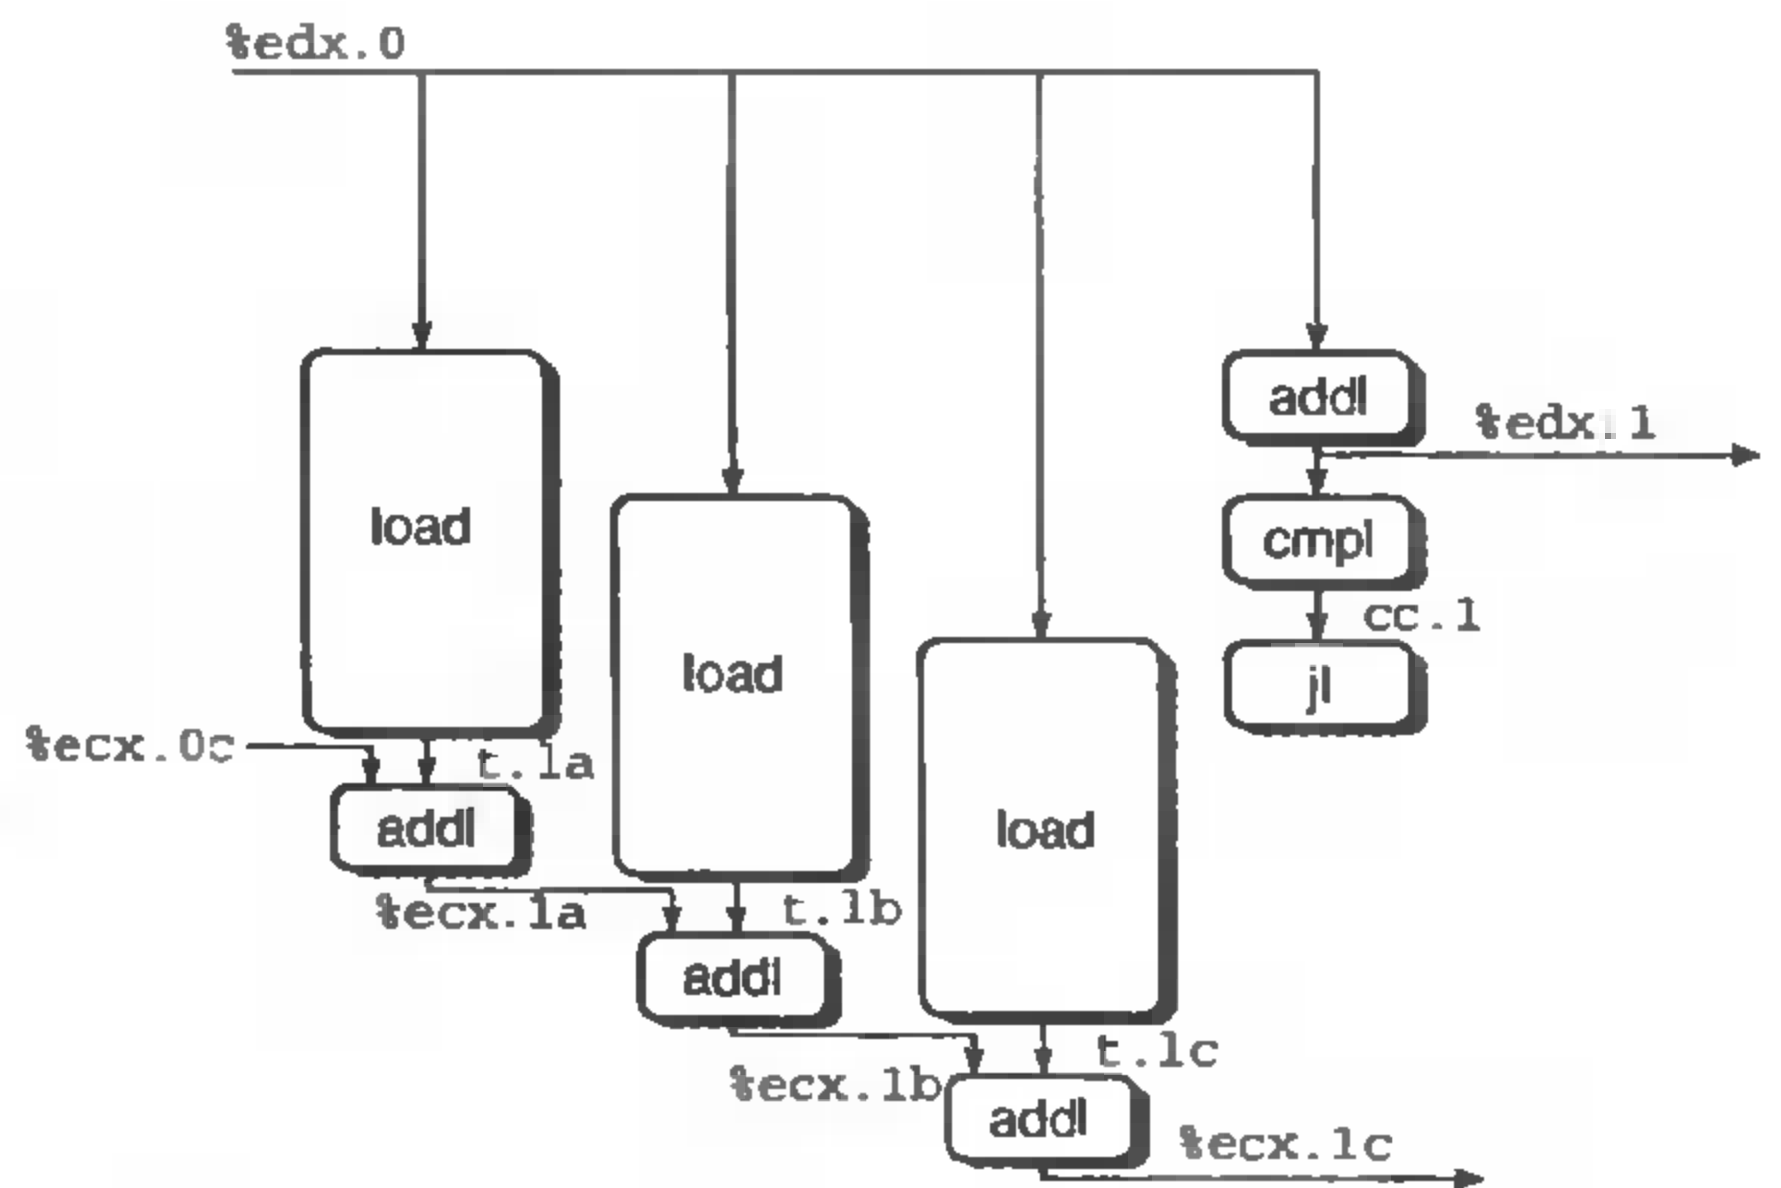 %edx.0
addl
%edx.1
load
cmpl
cc.1
load
jl
%ecx.0c
t.1a
addl
load
%ecx.1a
t.1b
addl
t.1c
%ecx.1b
addl
%ecx.1c